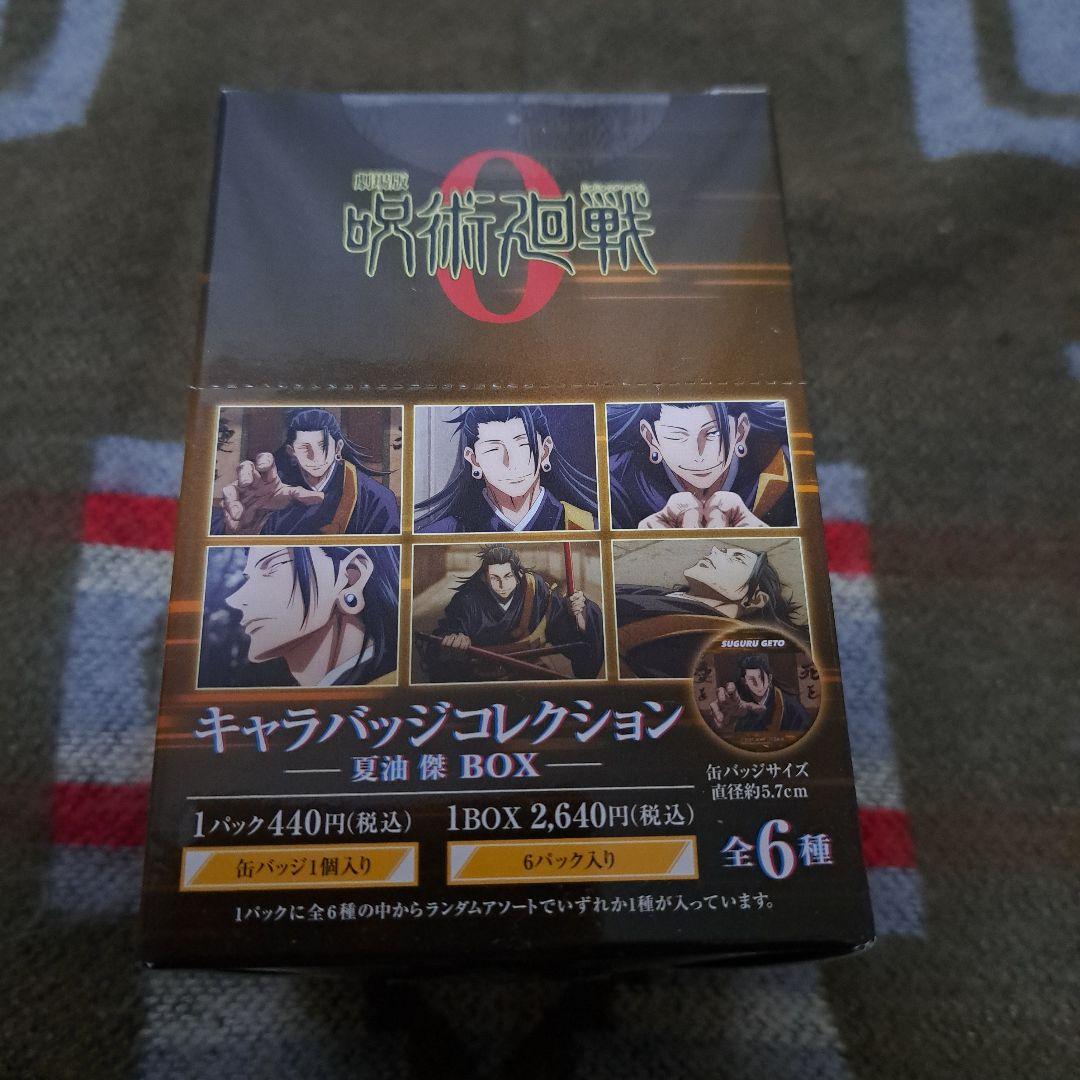 劇場版
呪術廻戦
0
SUGURU GETO
キャラバッジコレクション
夏油 傑 BOX
缶バッジサイズ
直径約5.7cm
1パック440円(税込)
1BOX 2,640円(税込)
缶バッジ1個入り
6パック入り
全6種
1パックに全6種の中からランダムアソートでいずれか1種が入っています。